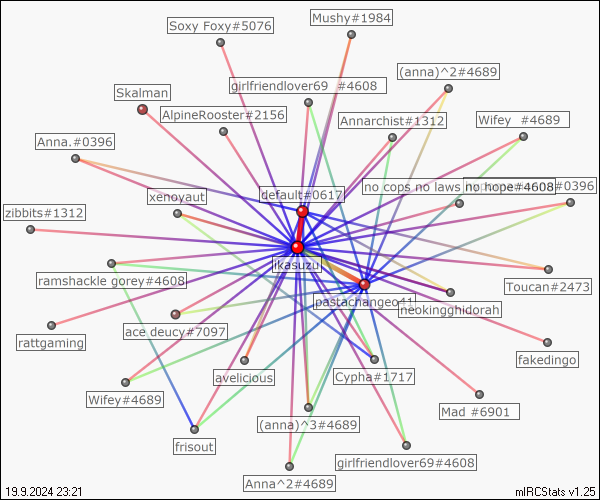 Mushy#1984
Soxy Foxy#5076
(anna)^2#4689
girlfriendlover69 #4608
Skalman
AlpineRooster#2156
Annarchist#1312
Wifey #4689
Anna.#0396
no cops no laws no hope#4608
#0396
xenoyaut
default#0617
zibbits#1312
ikasuzu
ramshackle gorey#4608
Toucan#2473
neokingghidorah
ace deucy#7097
rattgaming
fakedingo
avelicious
Cypha#1717
Wifey#4689
Mad #6901
(anna)^3#4689
frisout
girlfriendlover69#4608
Anna^2#4689
19.9.2024 23:21
mIRCStats v1.25